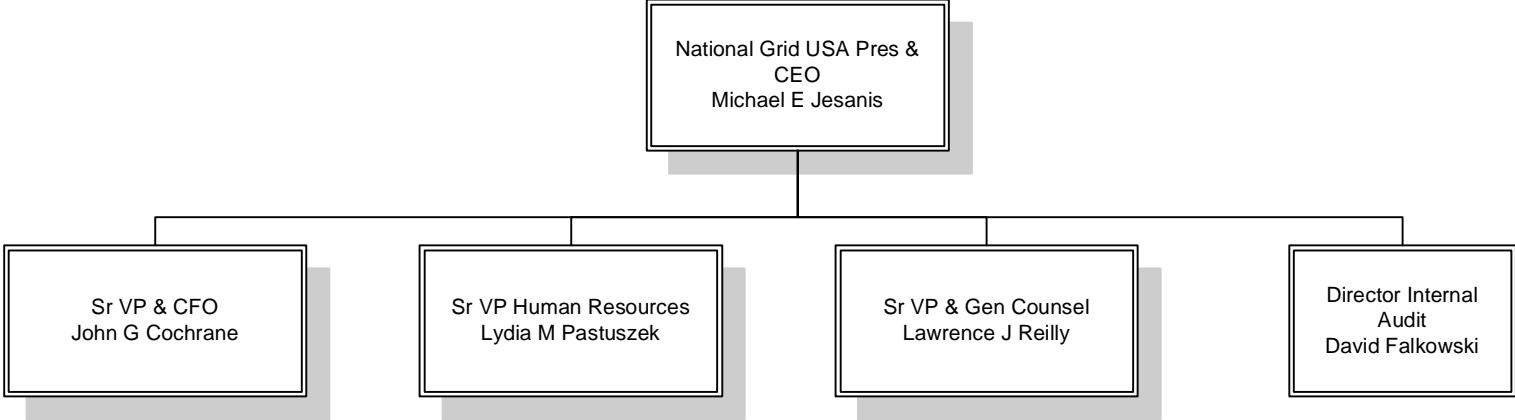 National Grid USA Pres &
CEO
Michael E Jesanis
Sr VP & CFO
John G Cochrane
Sr VP Human Resources
Lydia M Pastuszek
Sr VP & Gen Counsel
Lawrence J Reilly
Director Internal
Audit
David Falkowski